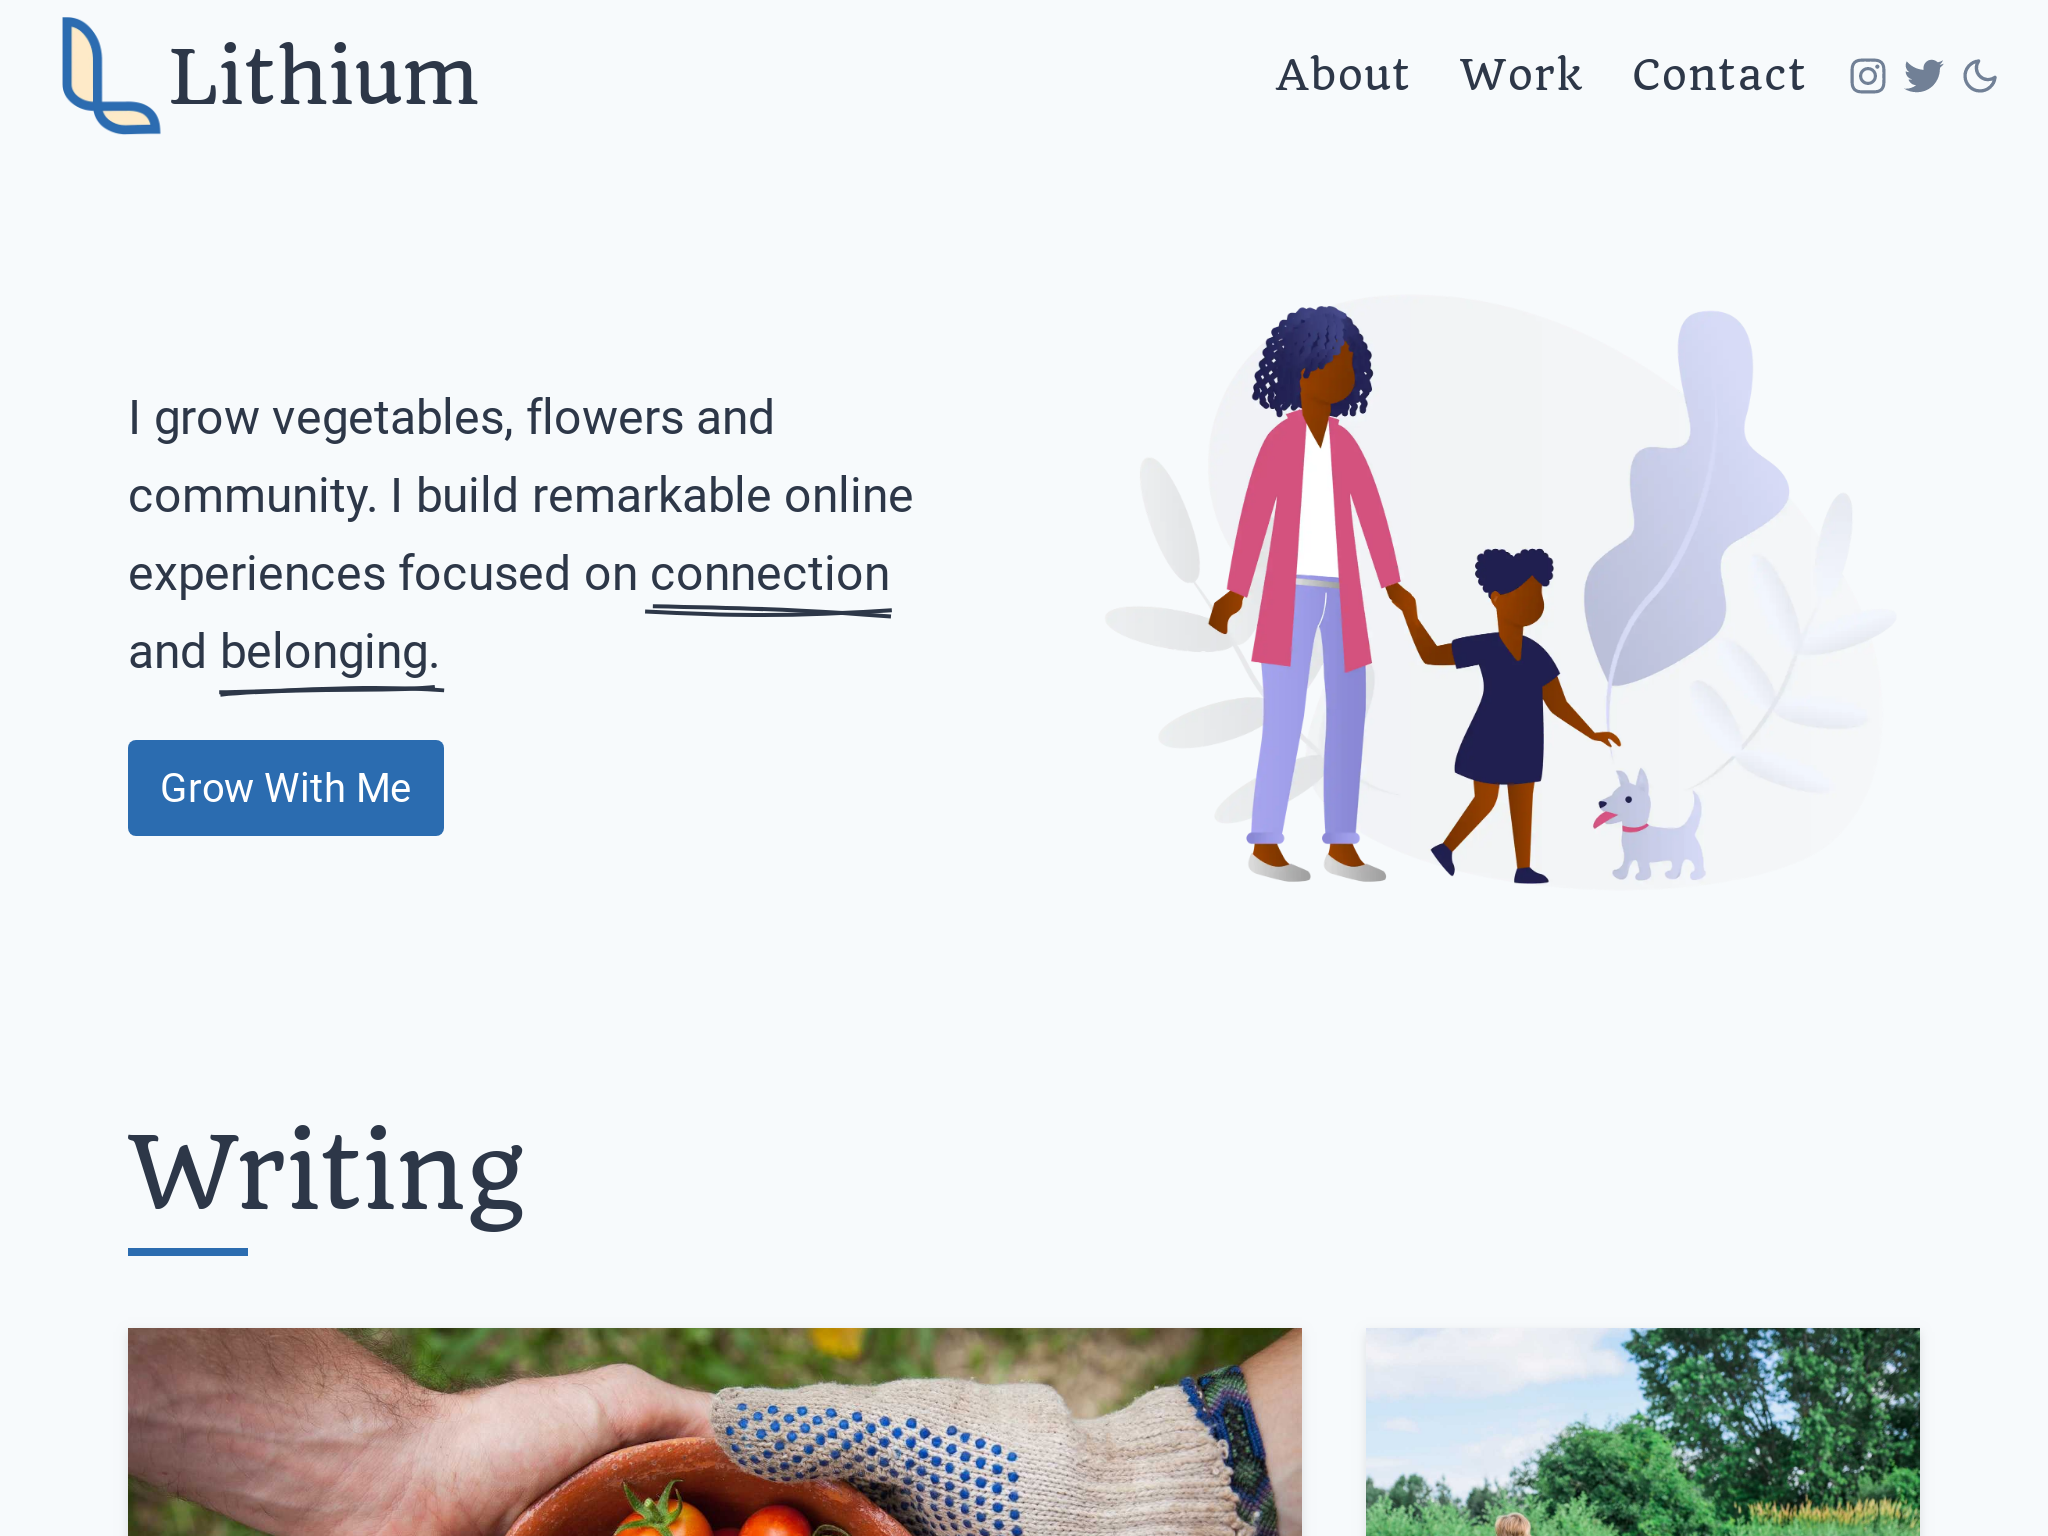 Lithium
About Work Contact
I grow vegetables, flowers and
community. I build remarkable online
experiences focused on connection
and belonging.
Grow With Me
Writing